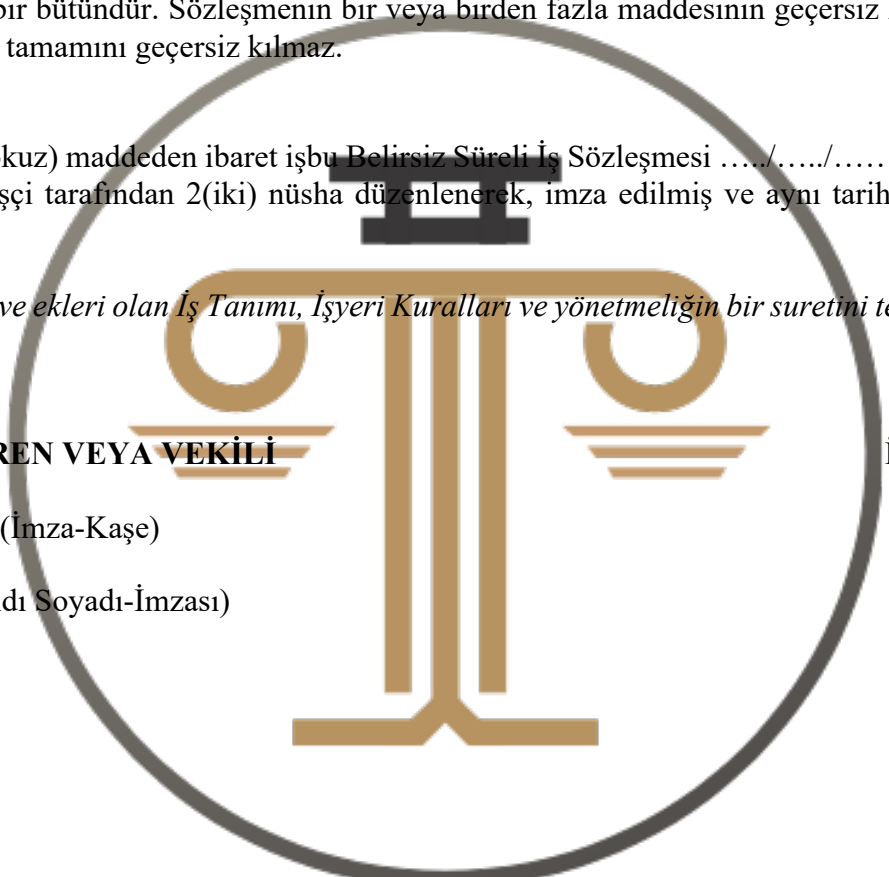 bir bütündür. Sözleşmenin bir veya birden fazla maddesinin geçersiz
tamamını geçersiz kılmaz.
kuz) maddeden ibaret işbu Belirsiz Süreli İş Sözleşmesi …../…../……
şçi tarafından 2(iki) nüsha düzenlenerek, imza edilmiş ve aynı tarih
ve ekleri olan İş Tanımı, İşyeri Kuralları ve yönetmeliğin bir suretini te
REN VEYA VEKİLİ İ
(İmza-Kaşe)
dı Soyadı-İmzası)